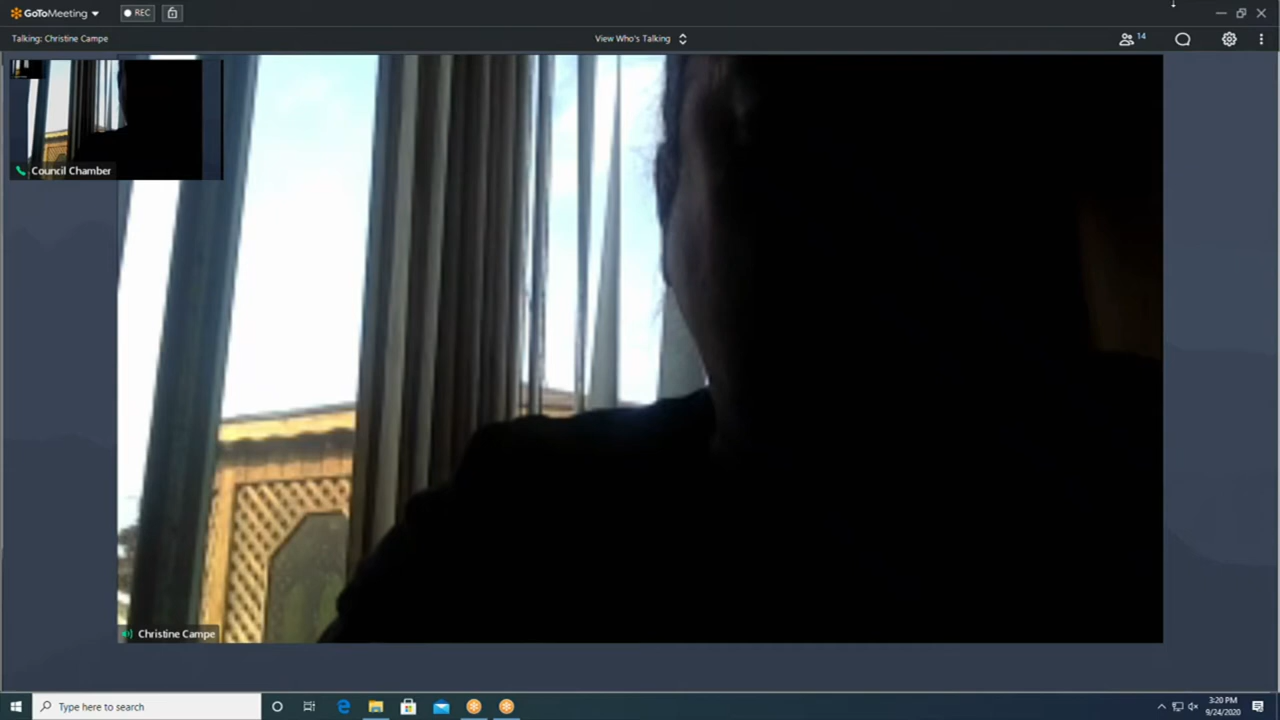 GoToMeeting
REC
Talking: Christine Campe
View Who's Talking
14
Council Chamber
Christine Campe
Type here to search
3:20 PM
9/24/2020